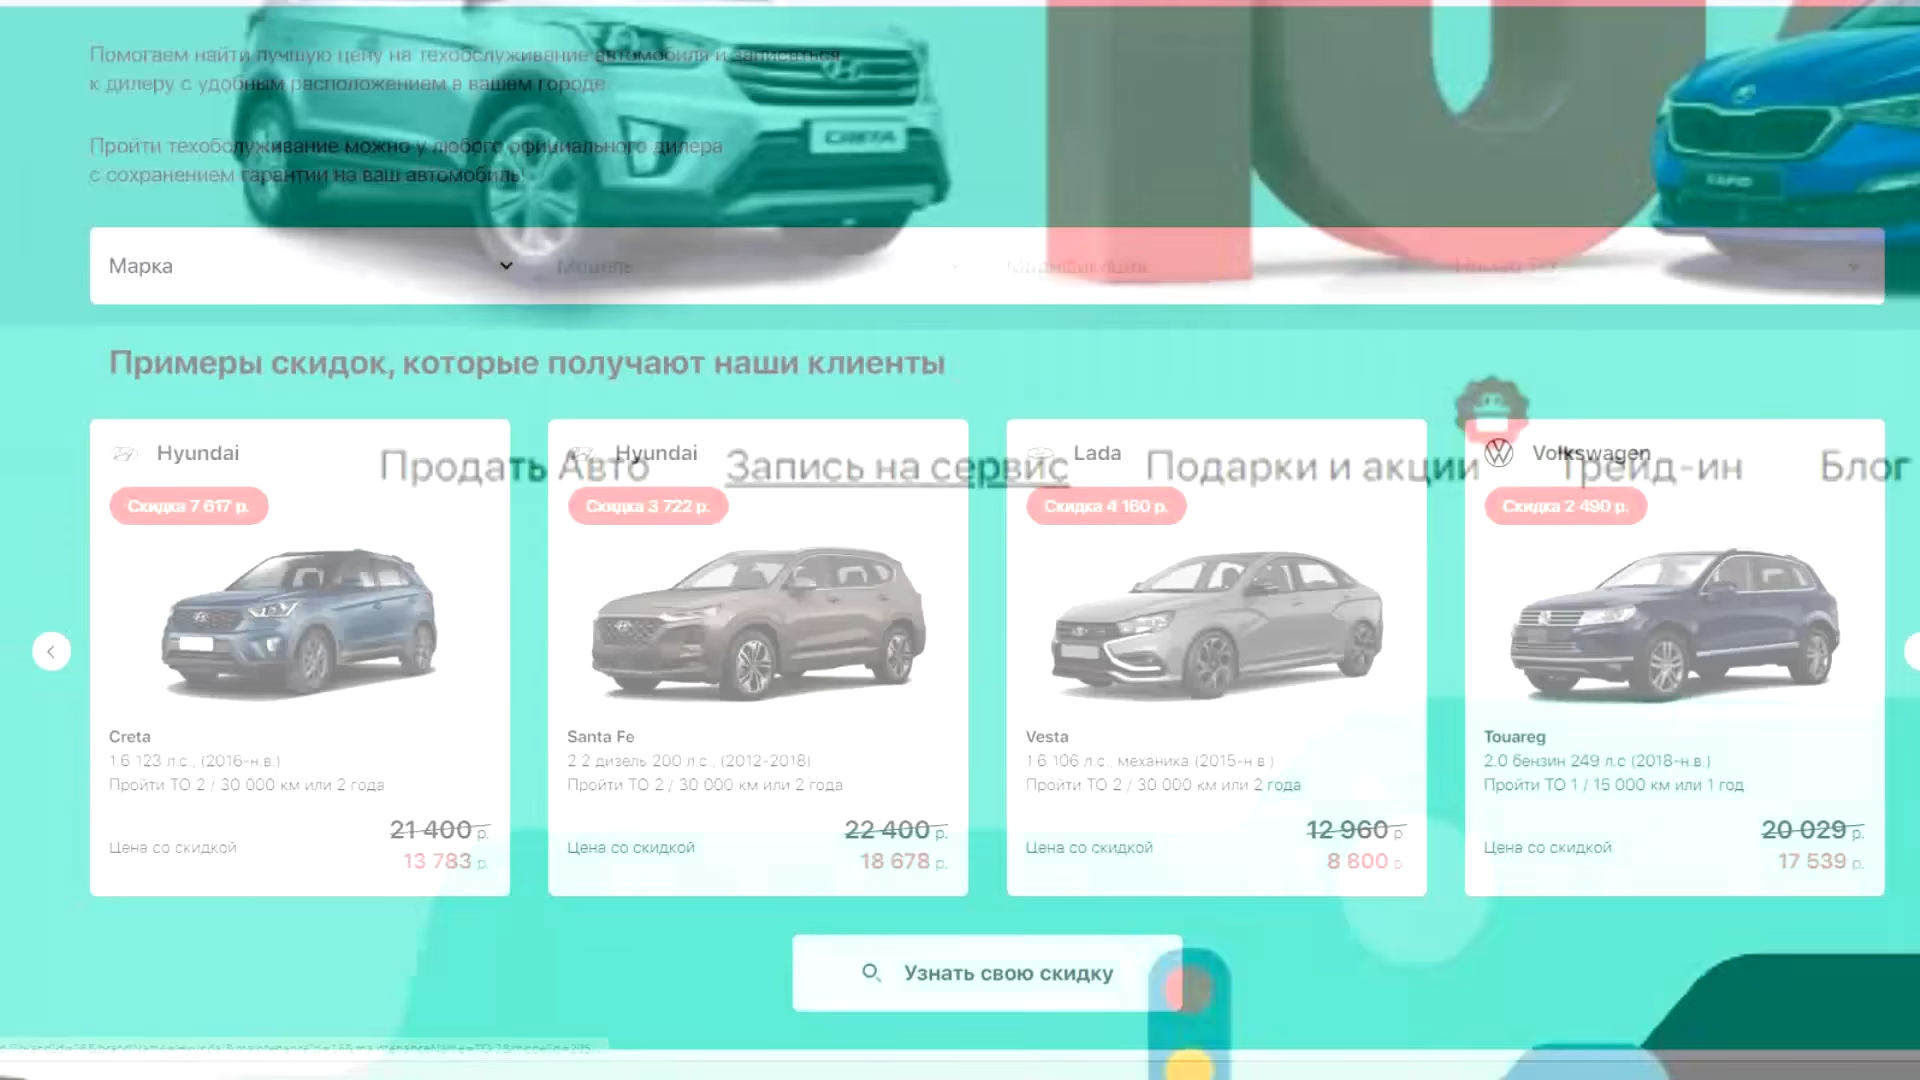 Помогаем найти лучшую цену на техобслуживание автомобиля и записаться
к дилеру с удобным расположением в вашем городе.
CRETA
RAPID
Пройти техобслуживание можно у любого официального дилера
с сохранением гарантии на ваш автомобиль!
Марка
Модель
Модификация
Номер ТО
Примеры скидок, которые получают наши клиенты
Продать Авто
Запись на сервис
Подарки и акции
Трейд-ин
Блог
Hyundai
Скидка 7 617 р.
Creta
1.6 123 л.с., (2016-н.в.)
Пройти ТО 2 / 30 000 км или 2 года
Цена со скидкой
21 400 р.
13 783 р.
Hyundai
Скидка 3 722 р.
Santa Fe
2.2 дизель 200 л.с., (2012-2018)
Пройти ТО 2 / 30 000 км или 2 года
Цена со скидкой
22 400 р.
18 678 р.
Lada
Скидка 4 160 р.
Vesta
1.6 106 л.с., механика (2015-н.в.)
Пройти ТО 2 / 30 000 км или 2 года
Цена со скидкой
12 960 р
8 800 р
Volkswagen
Скидка 2 490 р.
Touareg
2.0 бензин 249 л.с (2018-н.в.)
Пройти ТО 1 / 15 000 км или 1 год
Цена со скидкой
20 029 р.
17 539 р.
Узнать свою скидку